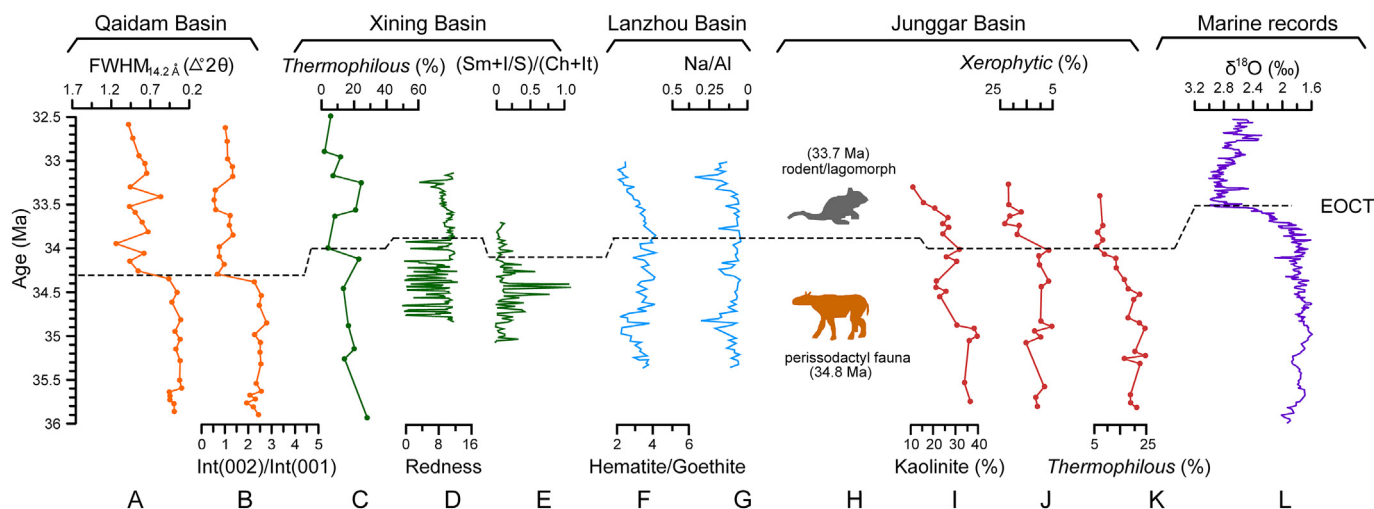 Qaidam Basin
Xining Basin
Lanzhou Basin
Junggar Basin
Marine records
FWHM14.2 Å (Δ°2θ)
Thermophilous (%)
(Sm+I/S)/(Ch+It)
Na/Al
Xerophytic (%)
δ18O (‰)
1.7 1.2 0.7 0.2
0 20 40 60
0 0.5 1.0
0.5 0.25 0
25 5
3.2 2.8 2.4 2 1.6
Age (Ma)
32.5
33
33.5
34
34.5
35
35.5
36
(33.7 Ma)
rodent/lagomorph
EOCT
perissodactyl fauna
(34.8 Ma)
0 1 2 3 4 5
Int(002)/Int(001)
0 8 16
Redness
2 4 6
Hematite/Goethite
10 20 30 40
Kaolinite (%)
5 25
Thermophilous (%)
A B C D E F G H I J K L